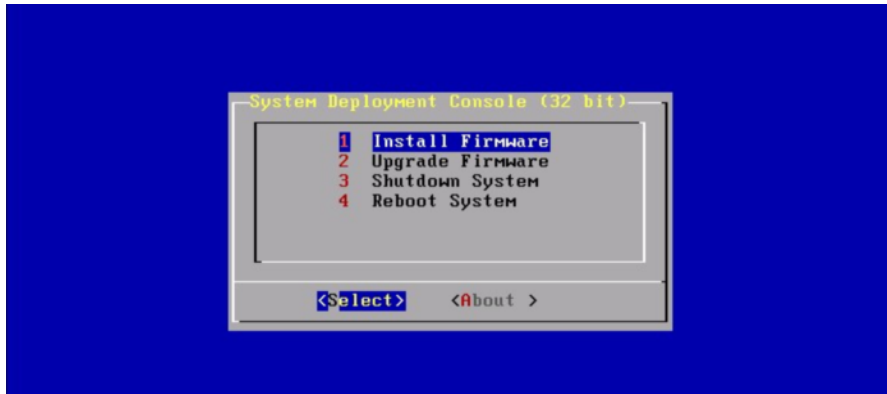 System Deployment Console (32 bit)
1 Install Firmware
2 Upgrade Firmware
3 Shutdown System
4 Reboot System
<Select> <About >